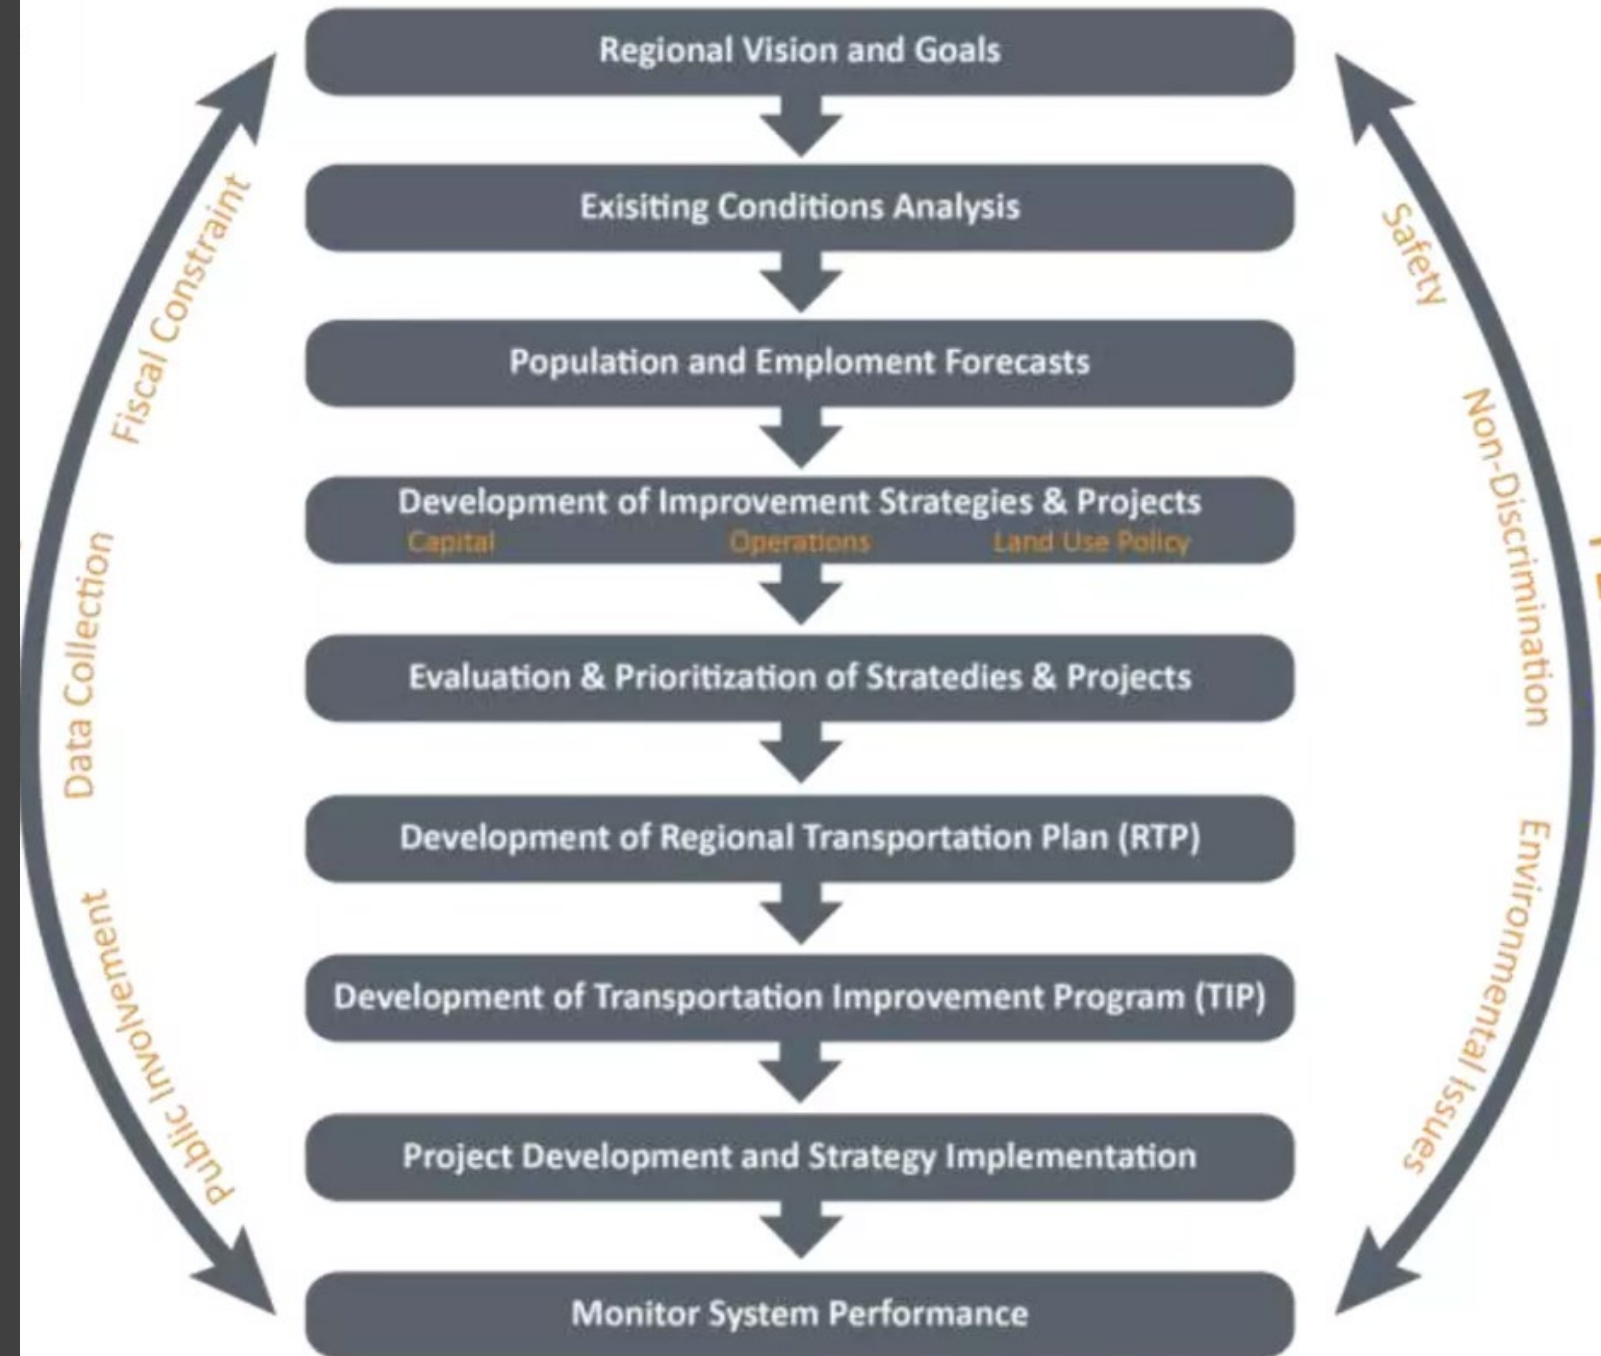 Regional Vision and Goals
Exisiting Conditions Analysis
Population and Emploment Forecasts
Development of Improvement Strategies & Projects
Capital Operations Land Use Policy
Evaluation & Prioritization of Stratedies & Projects
Development of Regional Transportation Plan (RTP)
Development of Transportation Improvement Program (TIP)
Project Development and Strategy Implementation
Monitor System Performance
Fiscal Constraint
Data Collection
Public Involvement
Safety
Non-Discrimination
Environmental Issues